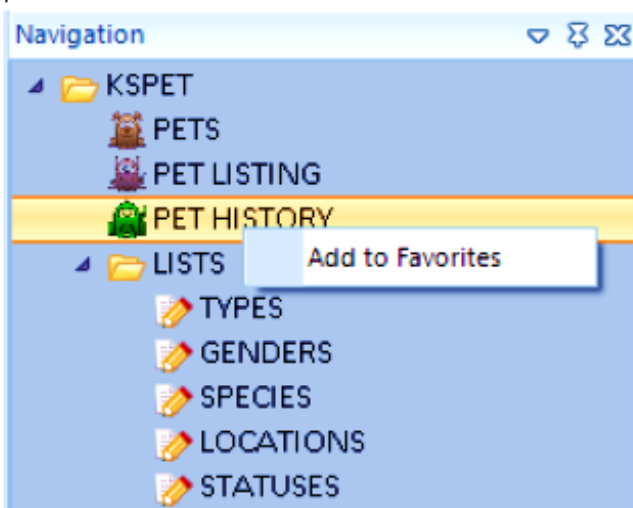 Navigation
KSPET
PETS
PET LISTING
PET HISTORY
Add to Favorites
LISTS
TYPES
GENDERS
SPECIES
LOCATIONS
STATUSES